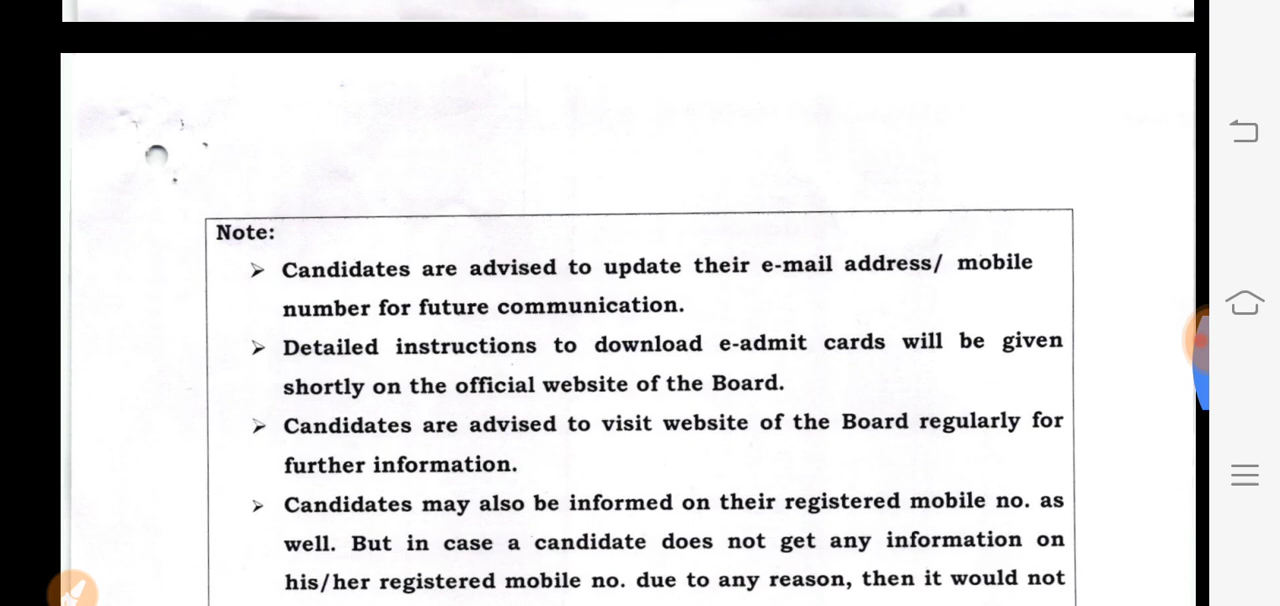 Note:
➢ Candidates are advised to update their e-mail address/ mobile
number for future communication.
➢ Detailed instructions to download e-admit cards will be given
shortly on the official website of the Board.
➢ Candidates are advised to visit website of the Board regularly for
further information.
➢ Candidates may also be informed on their registered mobile no. as
well. But in case a candidate does not get any information on
his/her registered mobile no. due to any reason, then it would not